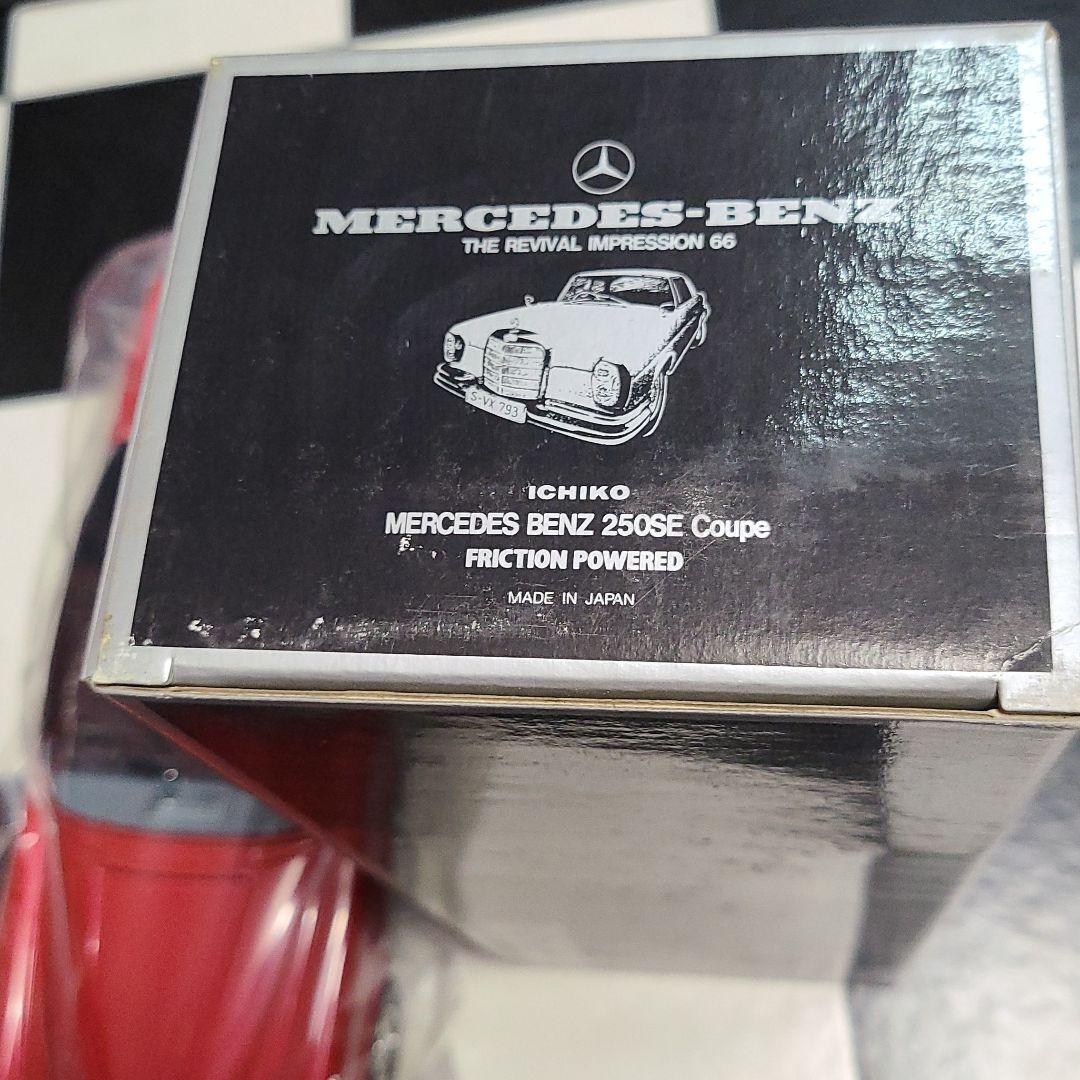 MERCEDES-BENZ
THE REVIVAL IMPRESSION 66
S-VX 793
ICHIKO
MERCEDES BENZ 250SE Coupe
FRICTION POWERED
MADE IN JAPAN